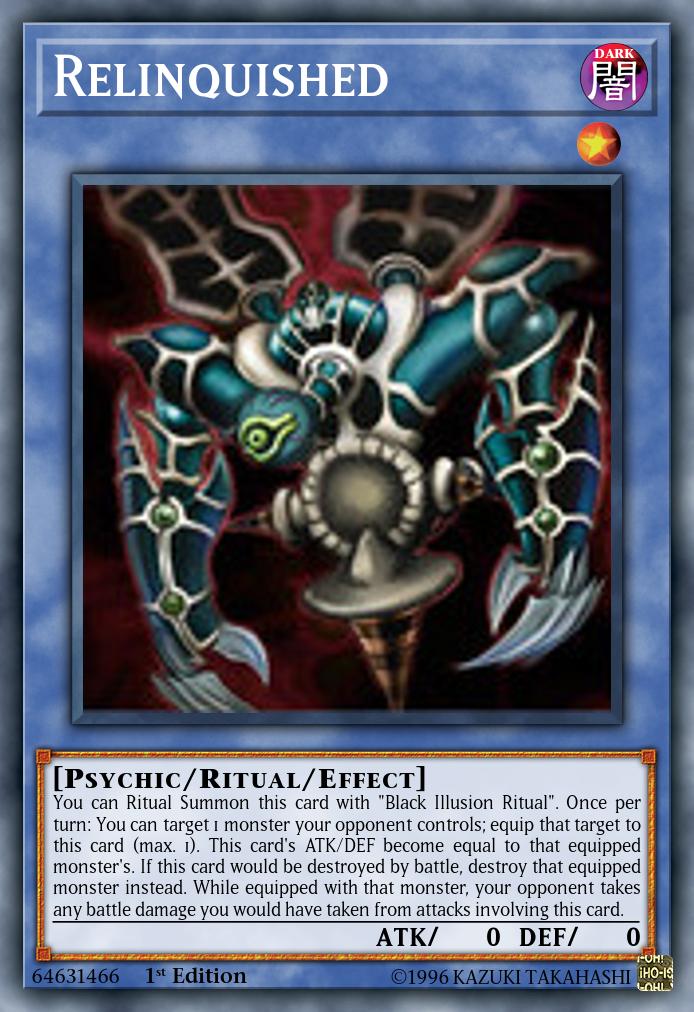 RELINQUISHED
DARK
闇
[PSYCHIC/RITUAL/EFFECT]
You can Ritual Summon this card with "Black Illusion Ritual". Once per
turn: You can target 1 monster your opponent controls; equip that target to
this card (max. 1). This card's ATK/DEF become equal to that equipped
monster's. If this card would be destroyed by battle, destroy that equipped
monster instead. While equipped with that monster, your opponent takes
any battle damage you would have taken from attacks involving this card.
ATK/ 0 DEF/ 0
64631466 1st Edition ©1996 KAZUKI TAKAHASHI